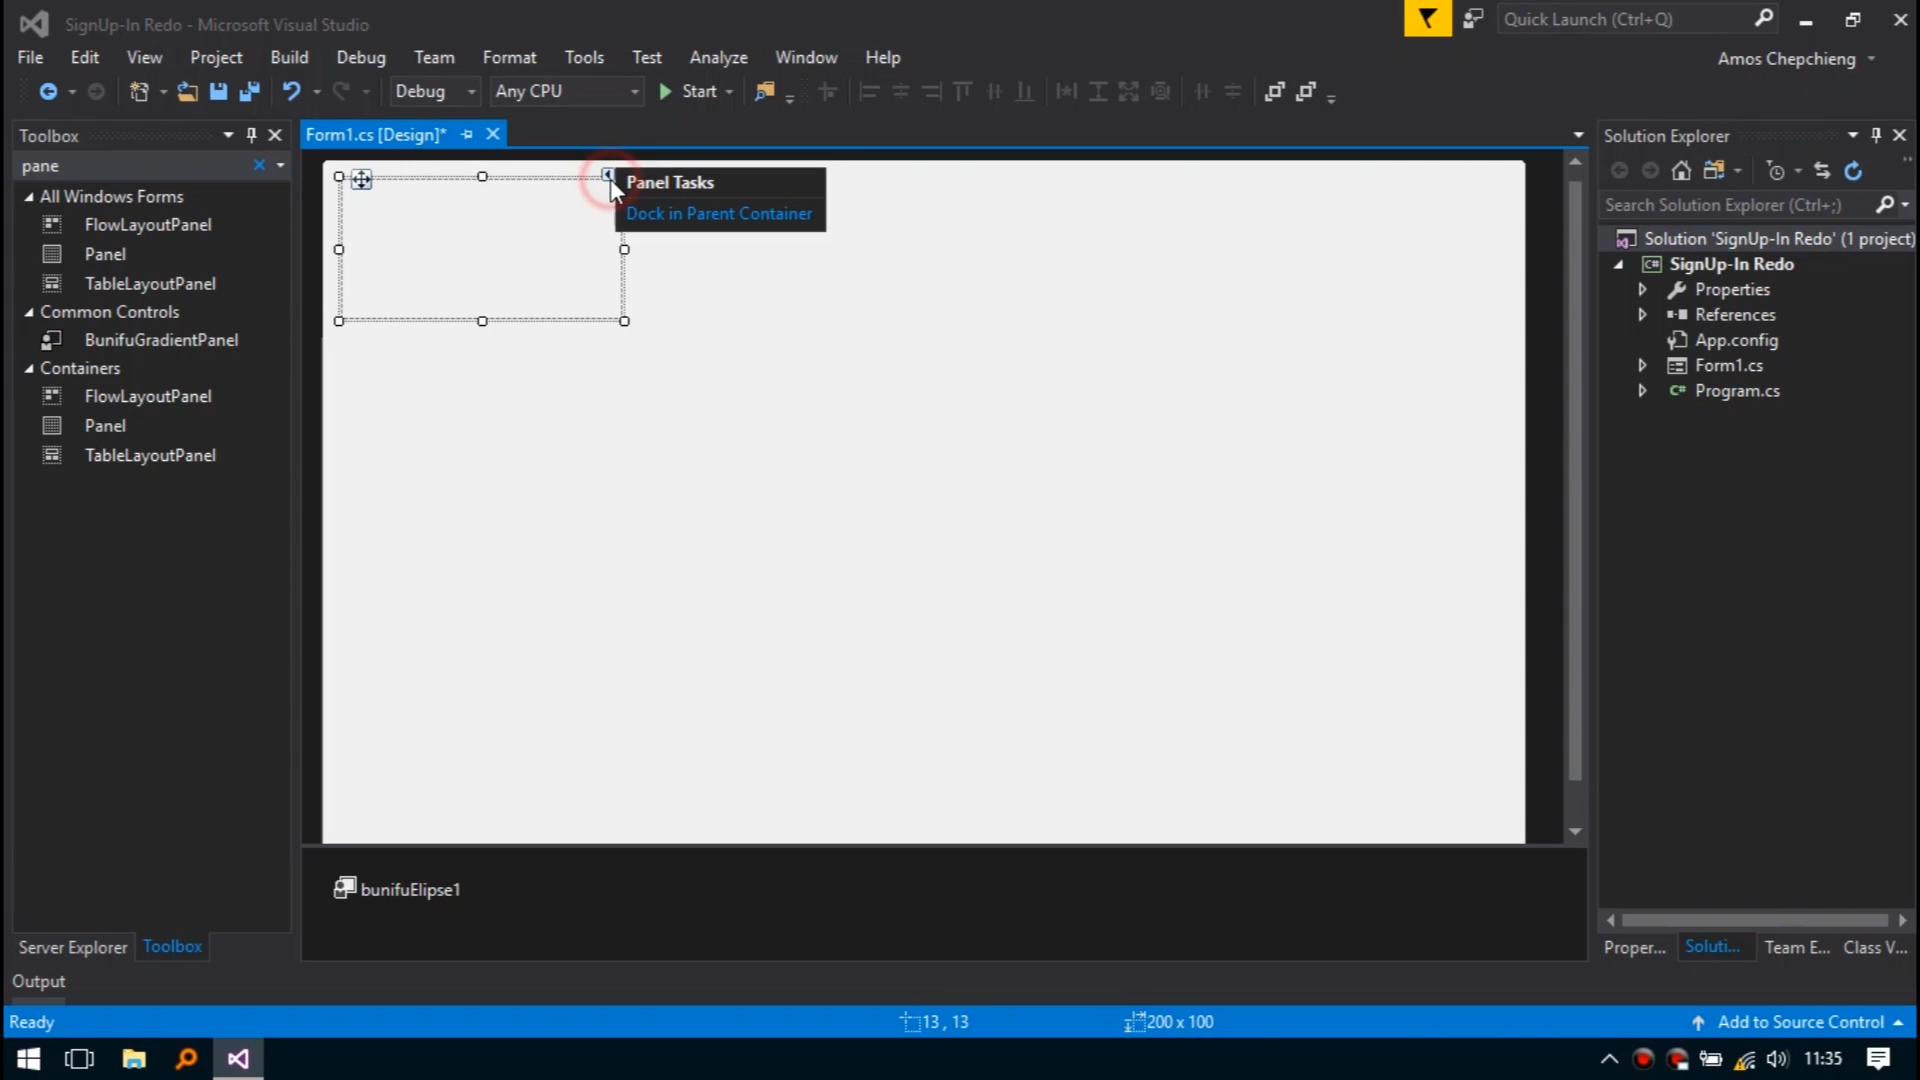 SignUp-In Redo - Microsoft Visual Studio
Quick Launch (Ctrl+Q)
File Edit View Project Build Debug Team Format Tools Test Analyze Window Help
Amos Chepchieng
Debug Any CPU Start
Toolbox
Form1.cs [Design]*
Solution Explorer
pane
Panel Tasks
Dock in Parent Container
All Windows Forms
FlowLayoutPanel
Panel
TableLayoutPanel
Common Controls
BunifuGradientPanel
Containers
FlowLayoutPanel
Panel
TableLayoutPanel
Search Solution Explorer (Ctrl+;)
Solution 'SignUp-In Redo' (1 project)
C# SignUp-In Redo
Properties
References
App.config
Form1.cs
C# Program.cs
bunifuElipse1
Server Explorer Toolbox
Proper... Soluti... Team E... Class V...
Output
Ready
13 , 13
200 x 100
Add to Source Control
11:35